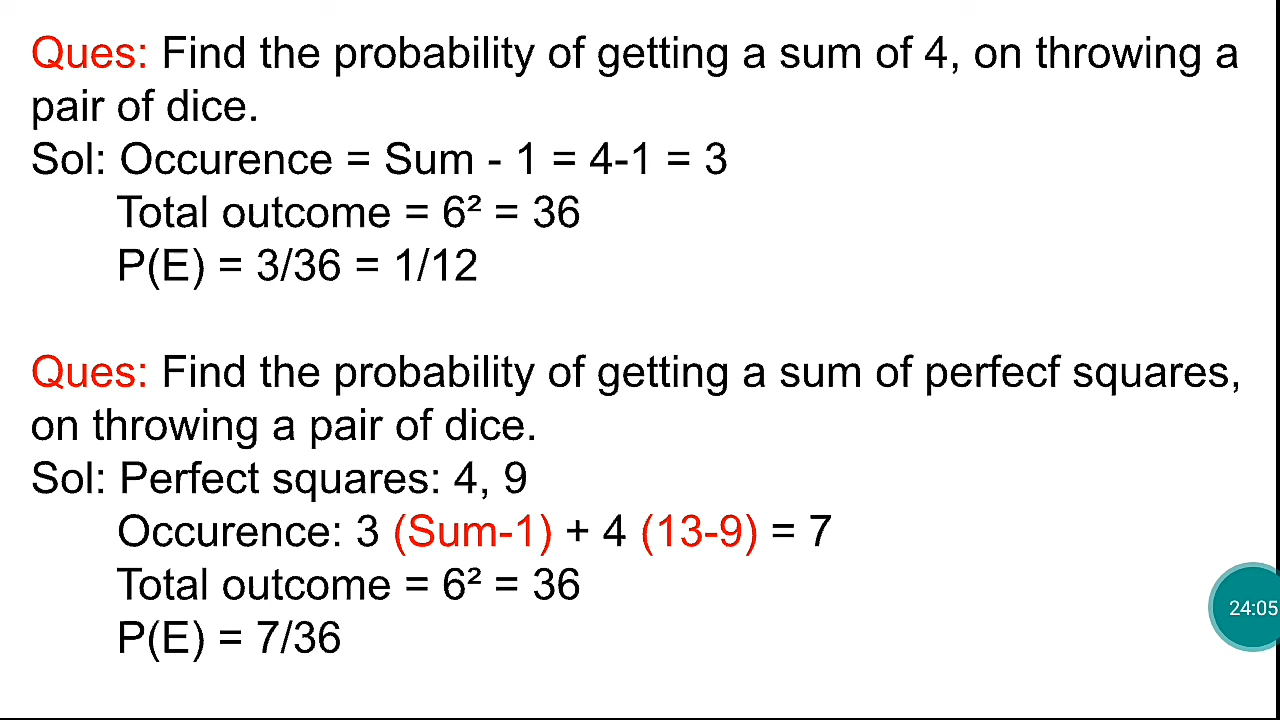 Ques: Find the probability of getting a sum of 4, on throwing a
pair of dice.
Sol: Occurence = Sum - 1 = 4-1 = 3
Total outcome = 6² = 36
P(E) = 3/36 = 1/12
Ques: Find the probability of getting a sum of perfecf squares,
on throwing a pair of dice.
Sol: Perfect squares: 4, 9
Occurence: 3 (Sum-1) + 4 (13-9) = 7
Total outcome = 6² = 36
P(E) = 7/36
24:05